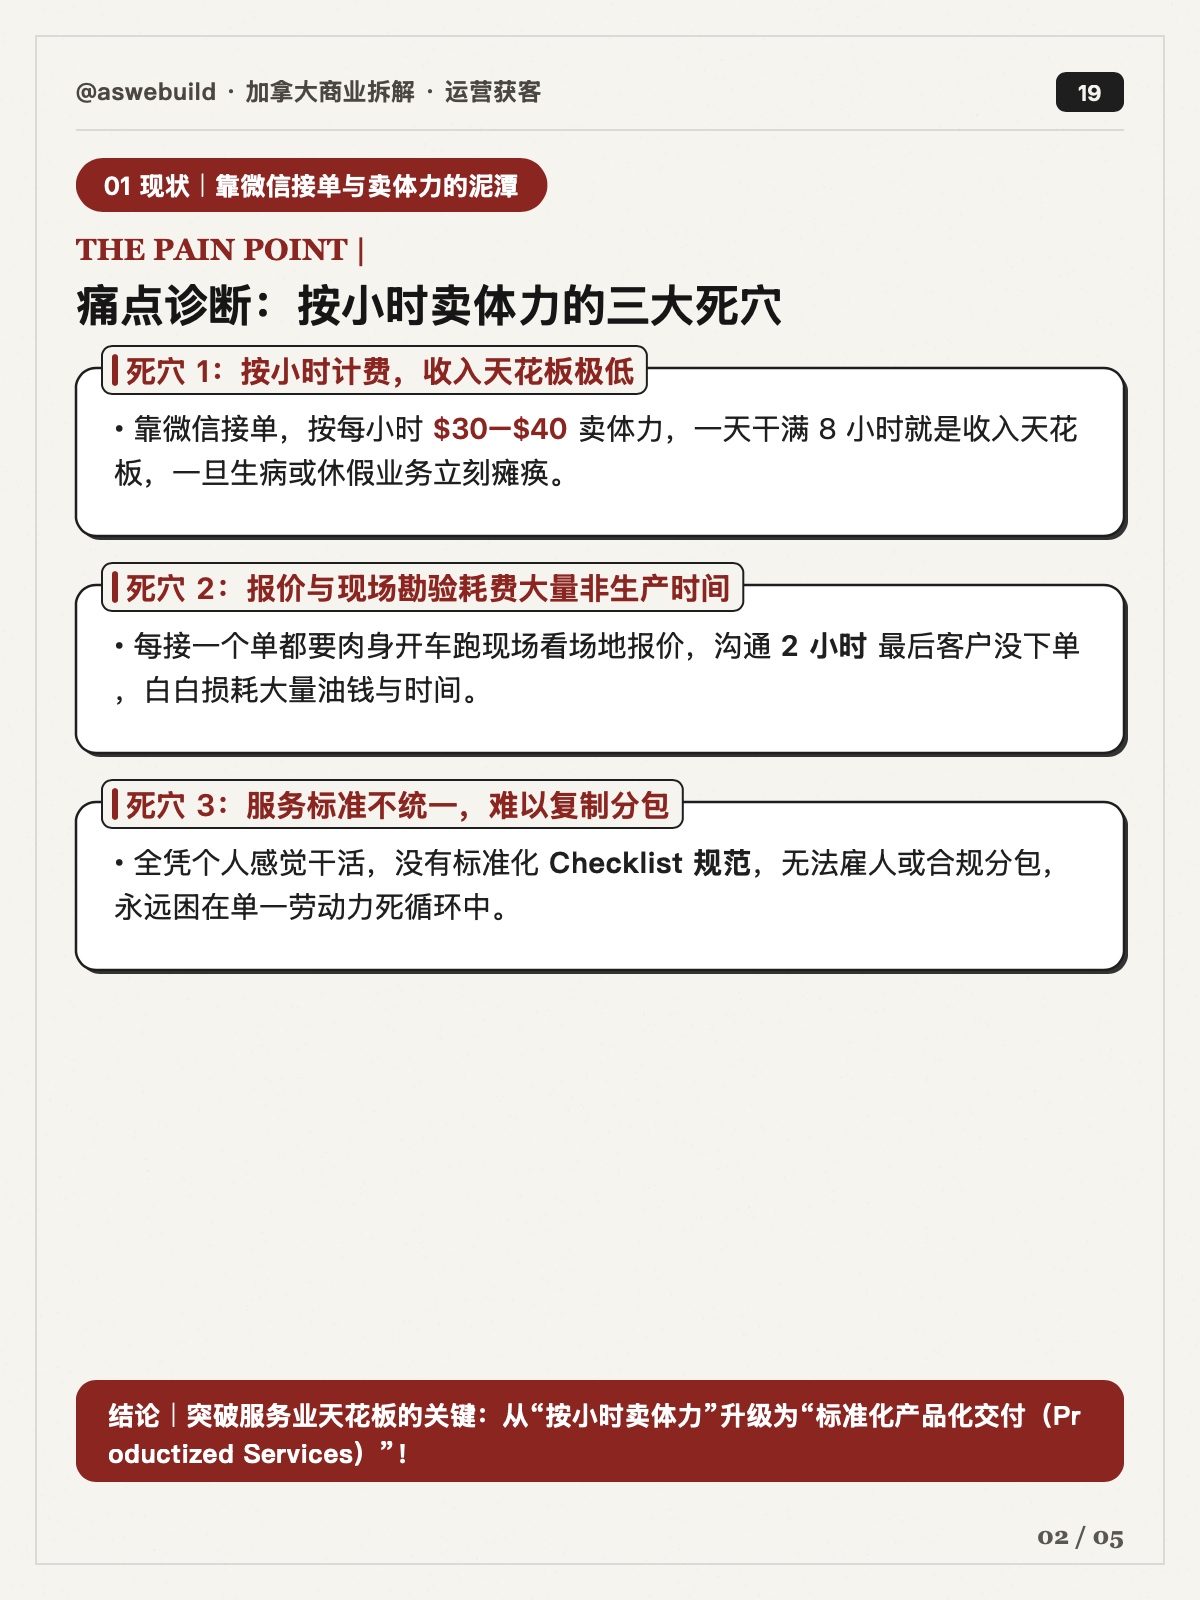 @aswebuild · 加拿大商业拆解 · 运营获客
19
01 现状｜靠微信接单与卖体力的泥潭
THE PAIN POINT |
痛点诊断：按小时卖体力的三大死穴
死穴 1：按小时计费，收入天花板极低
• 靠微信接单，按每小时 $30—$40 卖体力，一天干满 8 小时就是收入天花
板，一旦生病或休假业务立刻瘫痪。
死穴 2：报价与现场勘验耗费大量非生产时间
• 每接一个单都要肉身开车跑现场看场地报价，沟通 2 小时 最后客户没下单
，白白损耗大量油钱与时间。
死穴 3：服务标准不统一，难以复制分包
• 全凭个人感觉干活，没有标准化 Checklist 规范，无法雇人或合规分包，
永远困在单一劳动力死循环中。
结论｜突破服务业天花板的关键：从“按小时卖体力”升级为“标准化产品化交付（Pr
oductized Services）”！
02 / 05